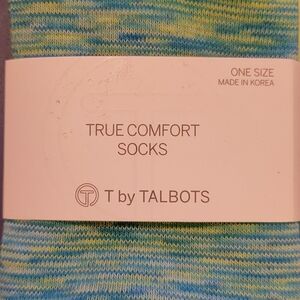 ONE SIZE
MADE IN KOREA
TRUE COMFORT
SOCKS
T by TALBOTS